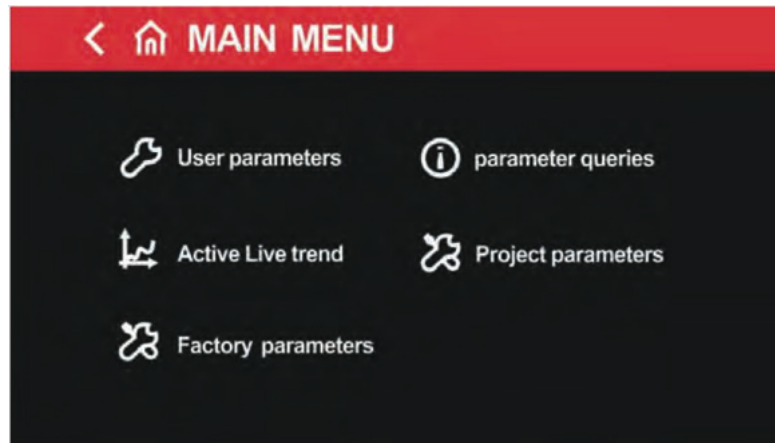 MAIN MENU
User parameters
parameter queries
Active Live trend
Project parameters
Factory parameters